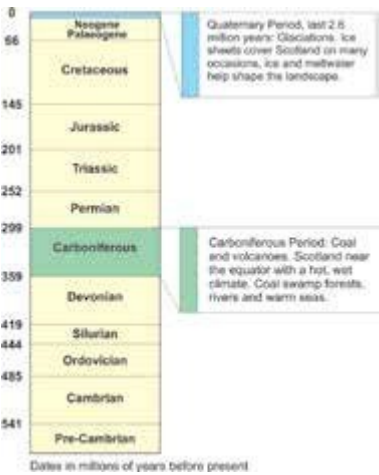 0
Neogene
Palaeogene
66
Cretaceous
145
Jurassic
201
Triassic
252
Permian
299
Carboniferous
359
Devonian
419
Silurian
444
Ordovician
485
Cambrian
541
Pre-Cambrian
Dates in millions of years before present
Quaternary Period, last 2.6
million years: Glaciations. Ice
sheets cover Scotland on many
occasions, ice and meltwater
help shape the landscape.
Carboniferous Period: Coal
and volcanoes. Scotland near
the equator with a hot, wet
climate. Coal swamp forests,
rivers and warm seas.